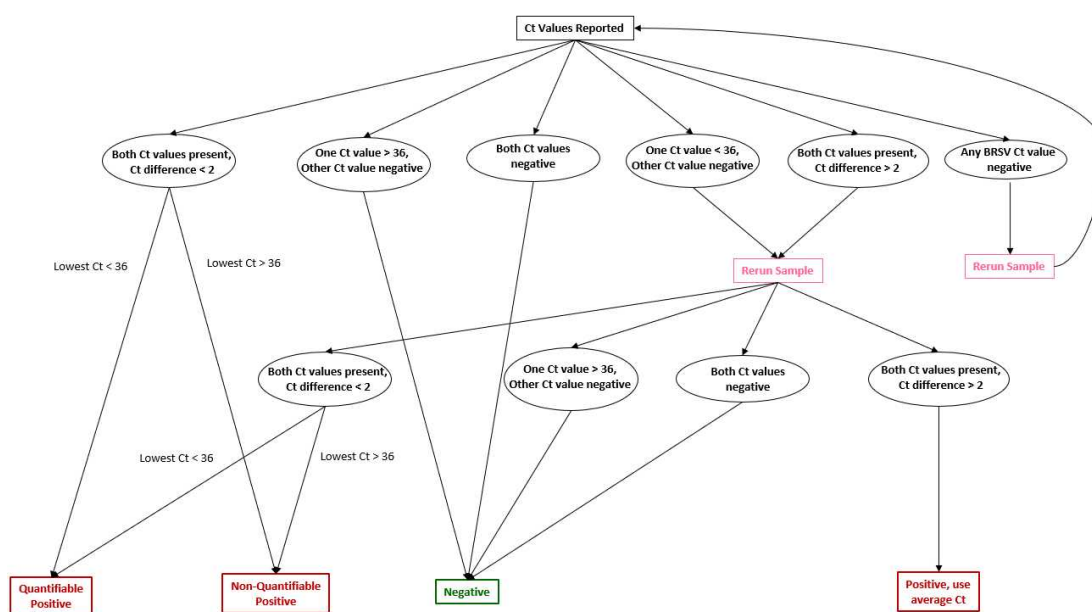 Ct Values Reported
Both Ct values present,
Ct difference < 2
One Ct value > 36,
Other Ct value negative
Both Ct values
negative
One Ct value < 36,
Other Ct value negative
Both Ct values present,
Ct difference > 2
Any BRSV Ct value
negative
Lowest Ct < 36
Lowest Ct > 36
Rerun Sample
Rerun Sample
Both Ct values present,
Ct difference < 2
One Ct value > 36,
Other Ct value negative
Both Ct values
negative
Both Ct values present,
Ct difference > 2
Lowest Ct < 36
Lowest Ct > 36
Quantifiable
Positive
Non-Quantifiable
Positive
Negative
Positive, use
average Ct